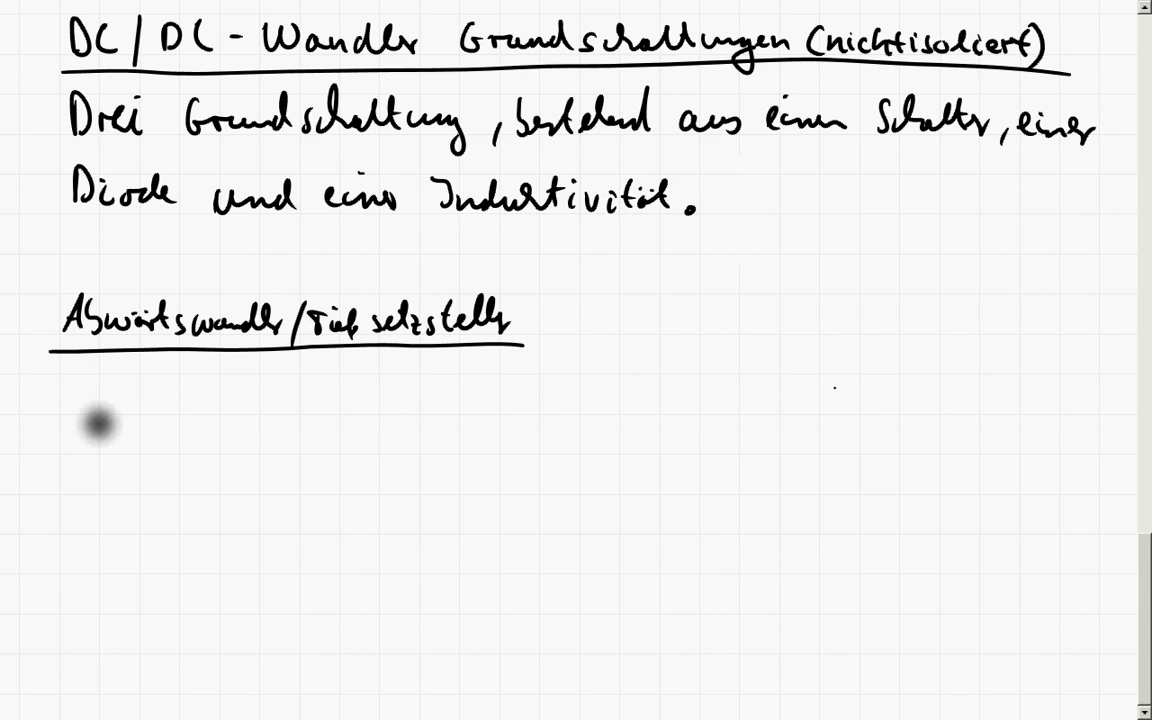 DC/DC-Wandler Grundschaltungen (nichtisoliert)
Drei Grundschaltung, bestehend aus einem Schalter, einer
Diode und einer Induktivität.
Abwärtswandler/Tiefsetzsteller